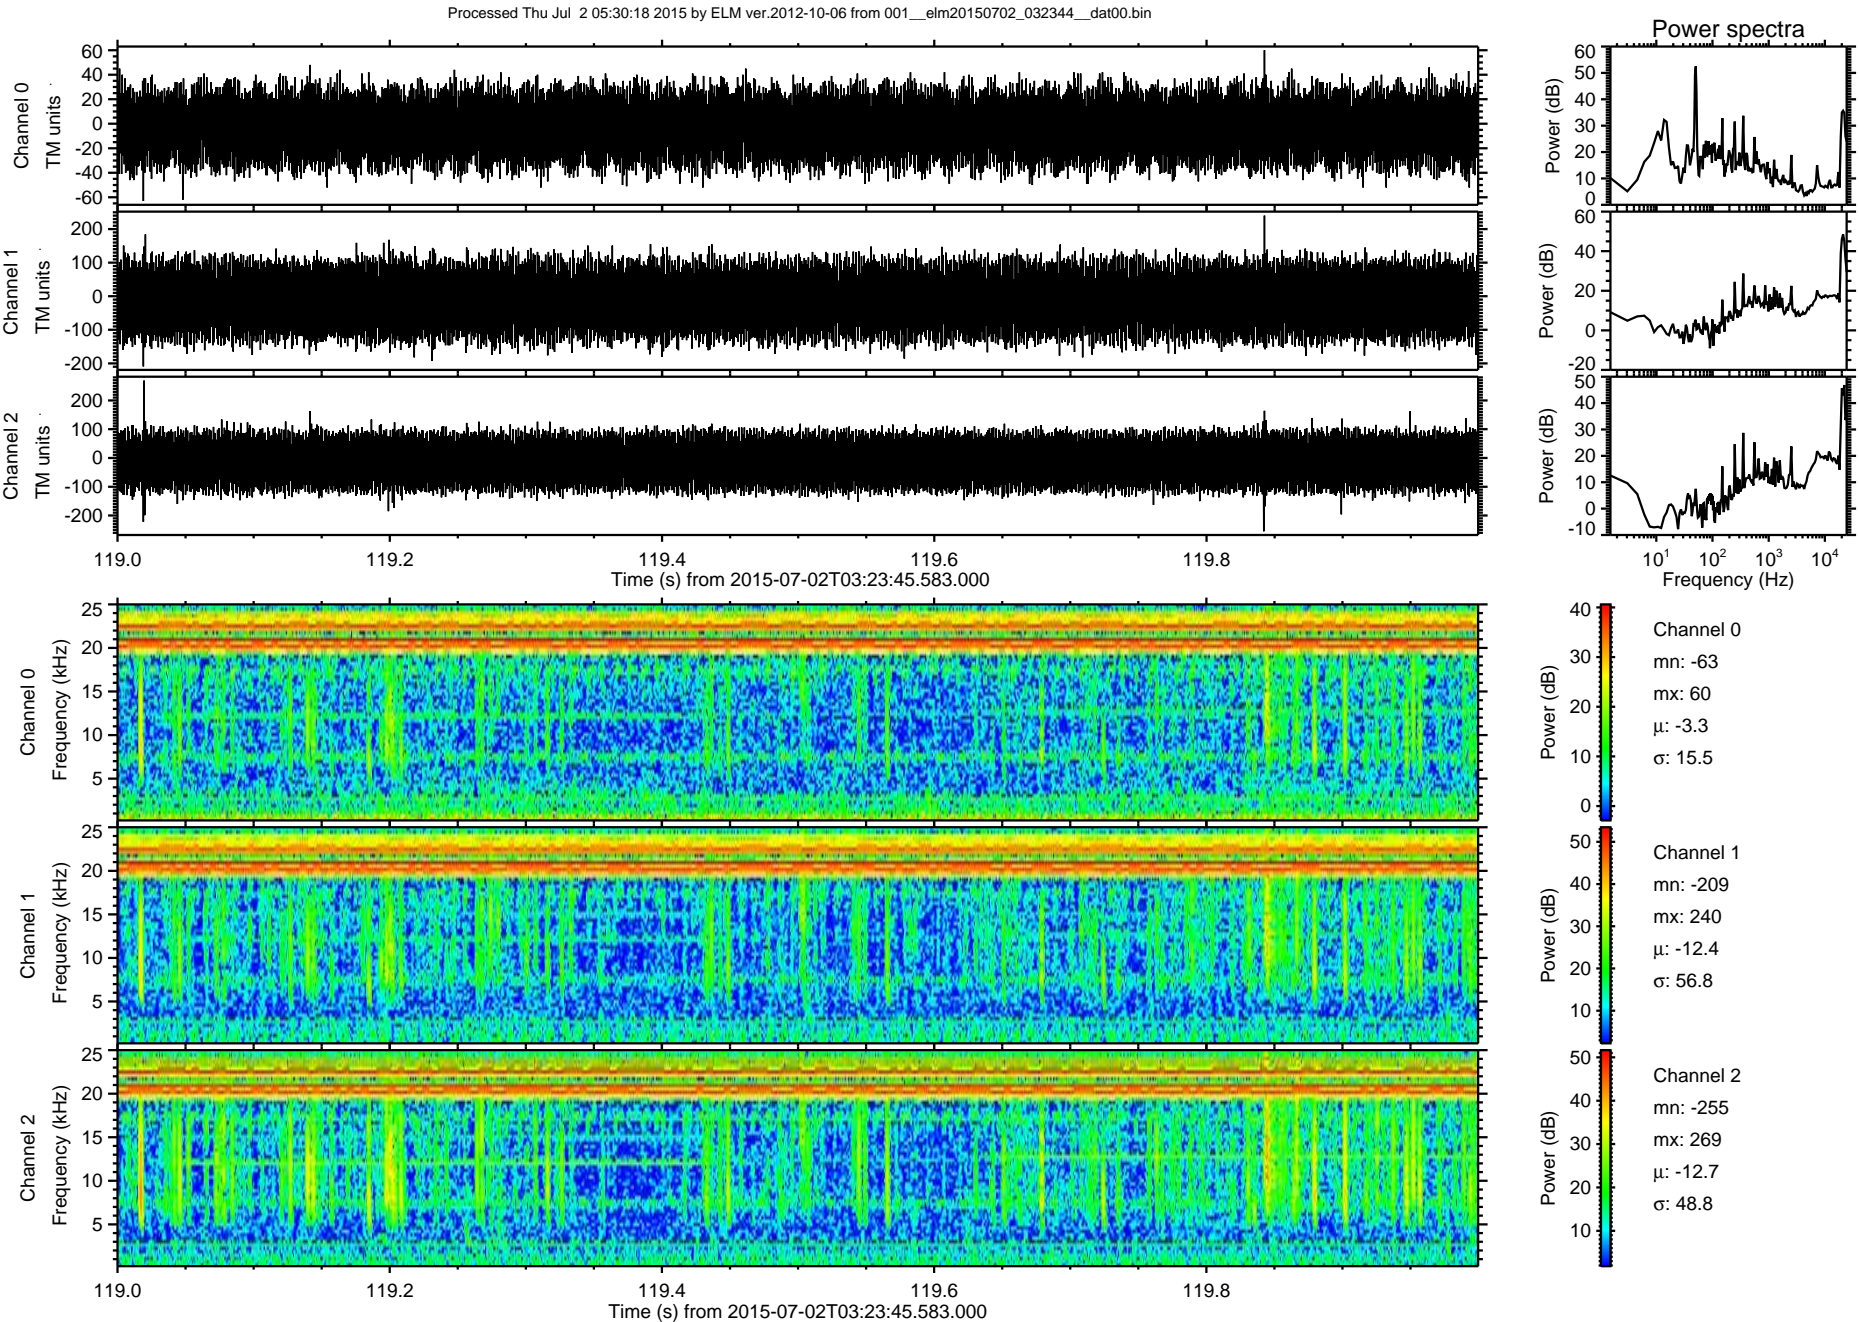 Processed Thu Jul  2 05:30:18 2015 by ELM ver.2012-10-06 from 001__elm20150702_032344__dat00.bin
Power spectra
Channel 0
TM units
60
40
20
0
-20
-40
-60
Power (dB)
60
50
40
30
20
10
0
Channel 1
TM units
200
100
0
-100
-200
Power (dB)
60
40
20
0
-20
Channel 2
TM units
200
100
0
-100
-200
Power (dB)
50
40
30
20
10
0
-10
119.0 119.2 119.4 119.6 119.8
Time (s) from 2015-07-02T03:23:45.583.000
10¹ 10² 10³ 10⁴
Frequency (Hz)
Channel 0
Frequency (kHz)
25
20
15
10
5
Power (dB)
40
30
20
10
0
Channel 0
mn: -63
mx: 60
μ: -3.3
σ: 15.5
Channel 1
Frequency (kHz)
25
20
15
10
5
Power (dB)
50
40
30
20
10
Channel 1
mn: -209
mx: 240
μ: -12.4
σ: 56.8
Channel 2
Frequency (kHz)
25
20
15
10
5
Power (dB)
50
40
30
20
10
Channel 2
mn: -255
mx: 269
μ: -12.7
σ: 48.8
119.0 119.2 119.4 119.6 119.8
Time (s) from 2015-07-02T03:23:45.583.000